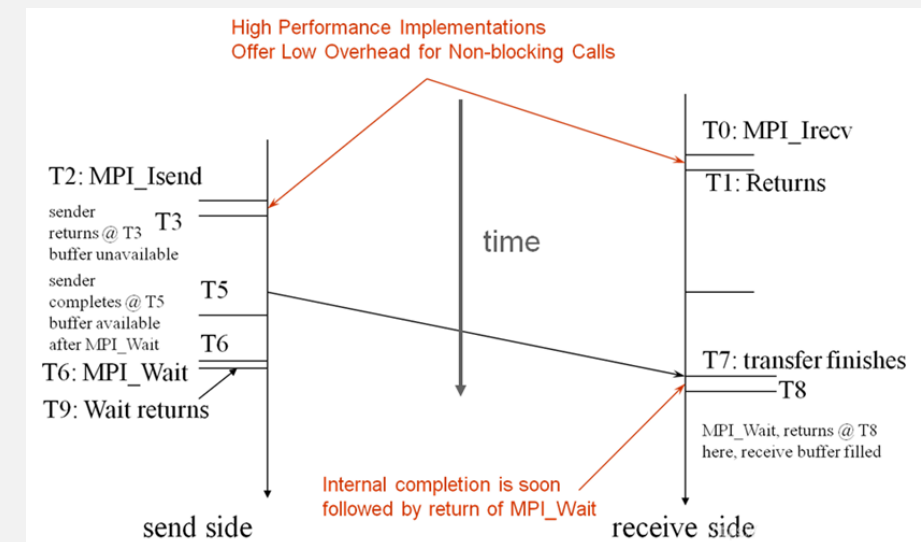 High Performance Implementations
Offer Low Overhead for Non-blocking Calls
T0: MPI_Irecv
T2: MPI_Isend
T1: Returns
sender
returns @ T3
buffer unavailable
T3
time
sender
completes @ T5
buffer available
after MPI_Wait
T5
T6
T7: transfer finishes
T6: MPI_Wait
T8
T9: Wait returns
MPI_Wait, returns @ T8
here, receive buffer filled
Internal completion is soon
followed by return of MPI_Wait
send side
receive side